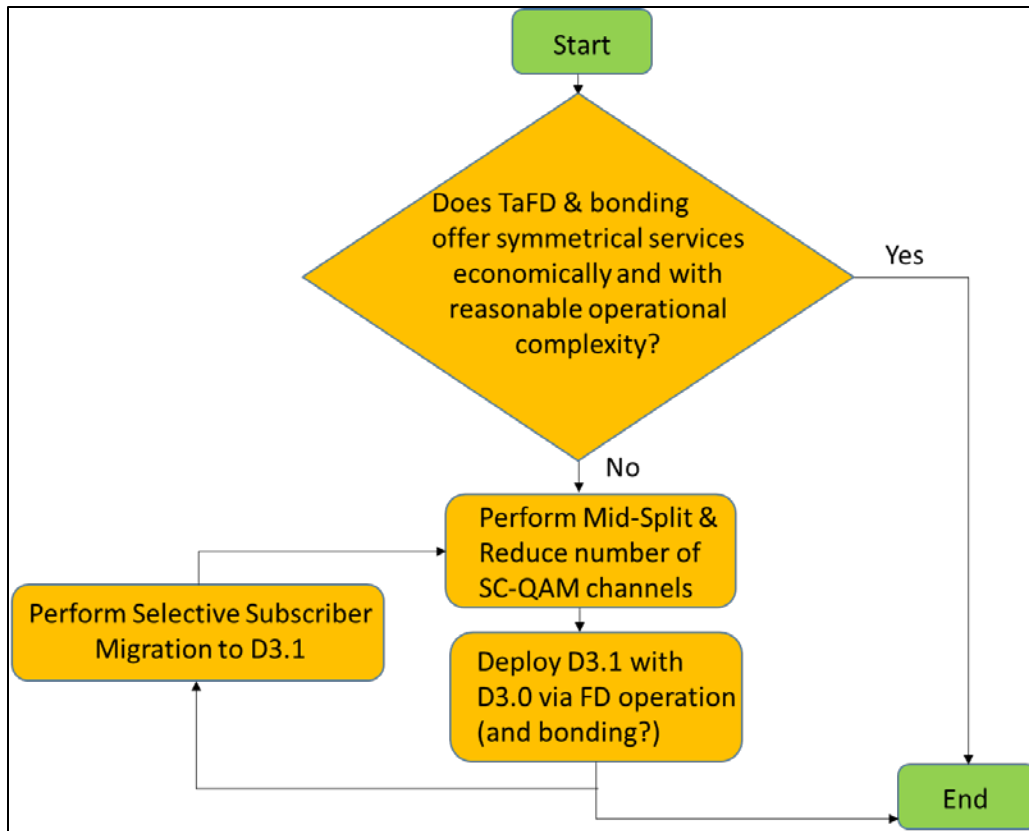 Start
Does TaFD & bonding
offer symmetrical services
economically and with
reasonable operational
complexity?
Yes
No
Perform Mid-Split &
Reduce number of
SC-QAM channels
Perform Selective Subscriber
Migration to D3.1
Deploy D3.1 with
D3.0 via FD operation
(and bonding?)
End